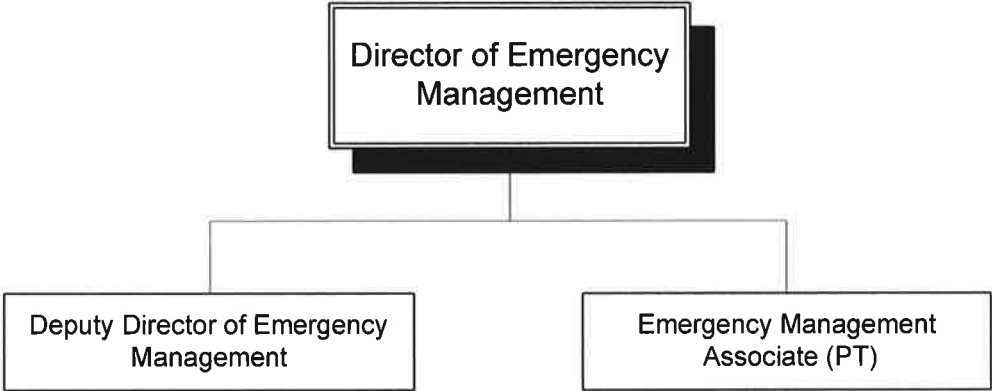 Director of Emergency
Management
Deputy Director of Emergency
Management
Emergency Management
Associate (PT)